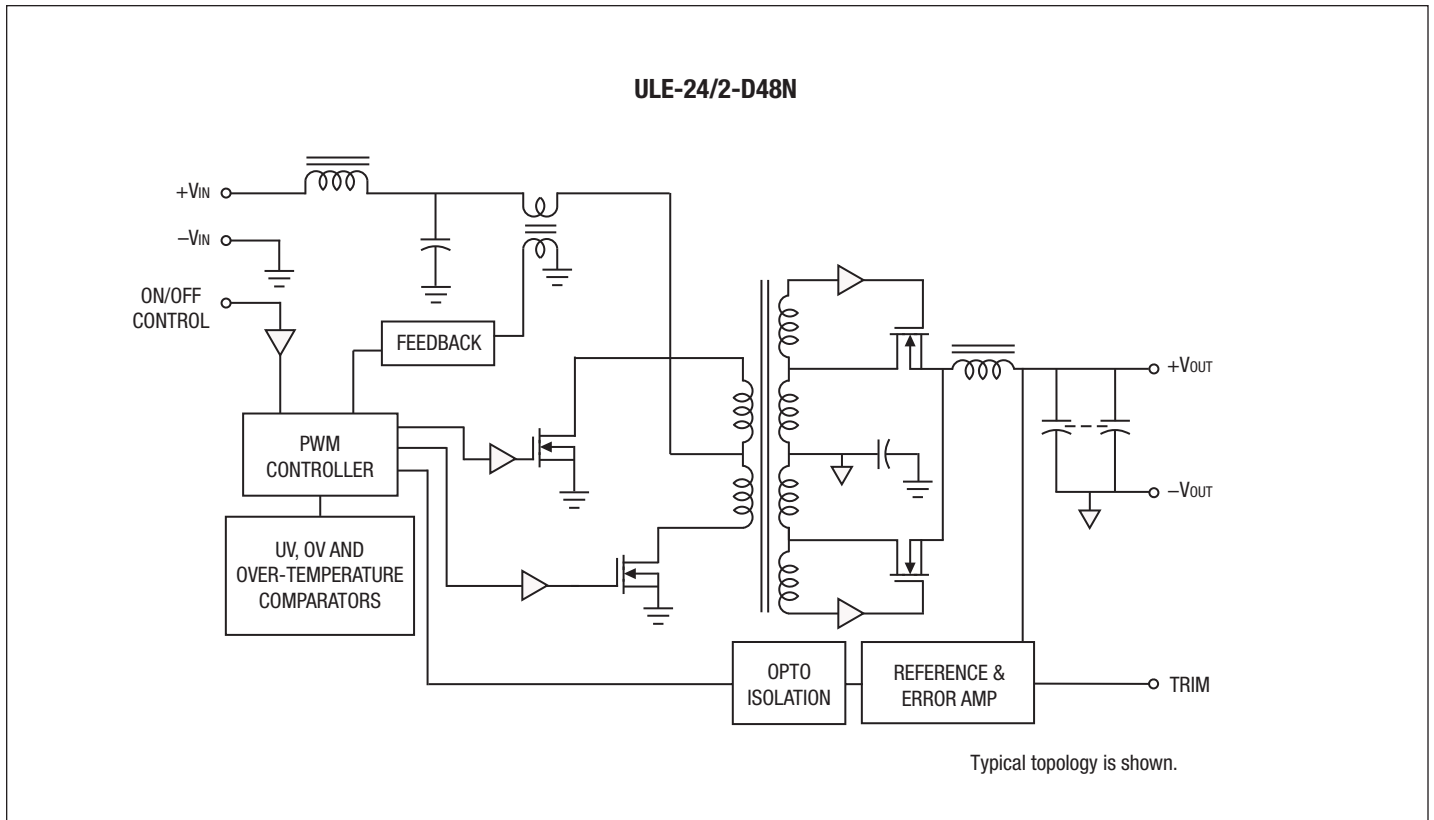 ULE-24/2-D48N
+VIN
−VIN
ON/OFF
CONTROL
FEEDBACK
+VOUT
PWM
CONTROLLER
−VOUT
UV, OV AND
OVER-TEMPERATURE
COMPARATORS
OPTO
ISOLATION
REFERENCE &
ERROR AMP
TRIM
Typical topology is shown.